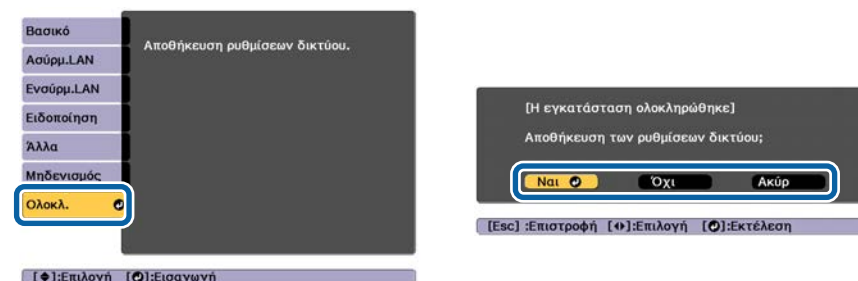 Βασικό
Ασύρμ.LAN
Ενσύρμ.LAN
Ειδοποίηση
Άλλα
Μηδενισμός
Ολοκλ.
Αποθήκευση ρυθμίσεων δικτύου.
[ ]:Επιλογή [ ]:Εισαγωγή
[Η εγκατάσταση ολοκληρώθηκε]
Αποθήκευση των ρυθμίσεων δικτύου;
Ναι Όχι Ακύρ
[Esc] :Επιστροφή [ ]:Επιλογή [ ]:Εκτέλεση